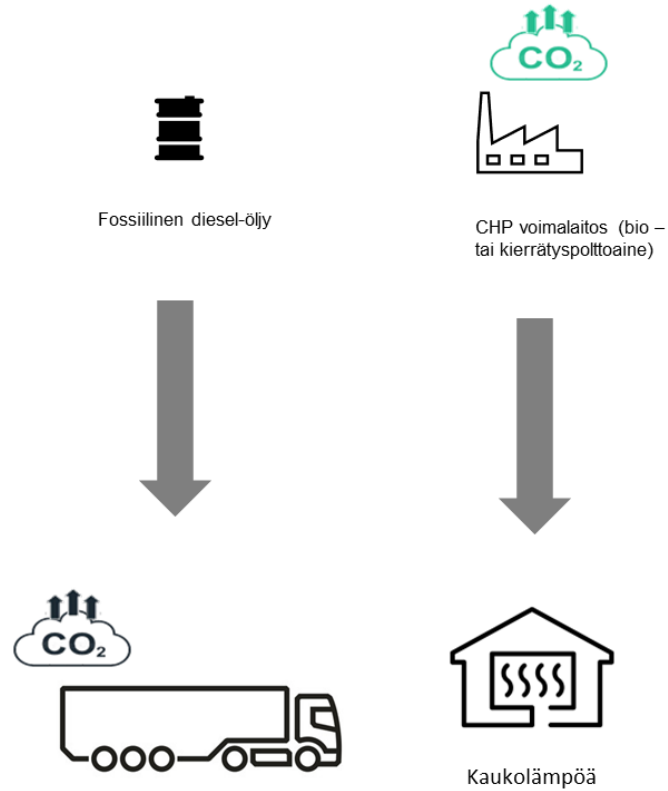 CO₂
Fossiilinen diesel-öljy
CHP voimalaitos (bio –
tai kierrätyspolttoaine)
CO₂
Kaukolämpöä